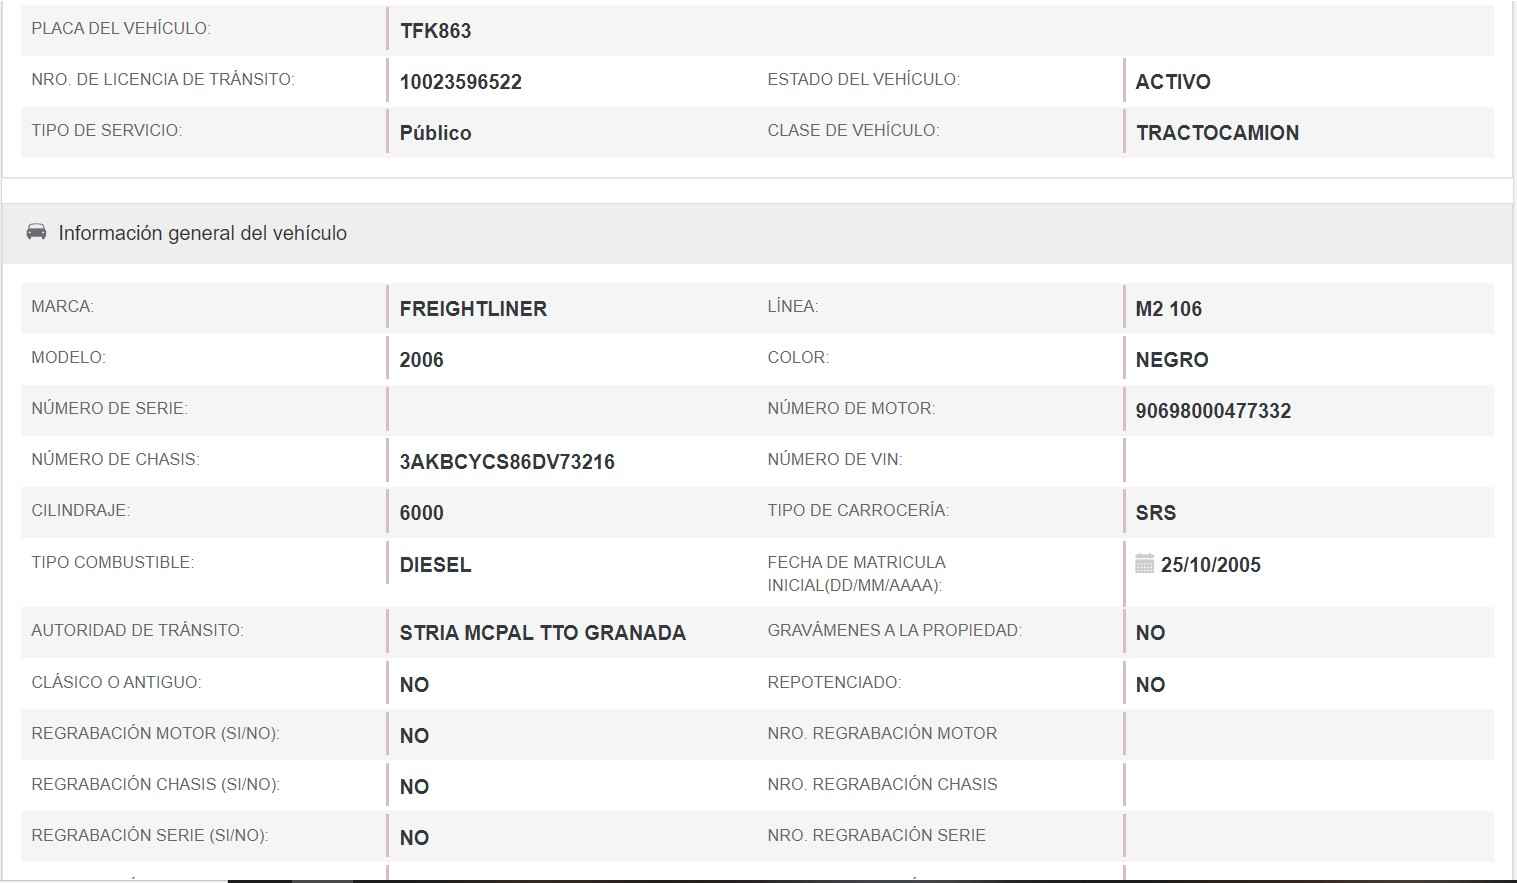 PLACA DEL VEHÍCULO: TFK863
NRO. DE LICENCIA DE TRÁNSITO: 10023596522 ESTADO DEL VEHÍCULO: ACTIVO
TIPO DE SERVICIO: Público CLASE DE VEHÍCULO: TRACTOCAMION
Información general del vehículo
MARCA: FREIGHTLINER LÍNEA: M2 106
MODELO: 2006 COLOR: NEGRO
NÚMERO DE SERIE: NÚMERO DE MOTOR: 90698000477332
NÚMERO DE CHASIS: 3AKBCYCS86DV73216 NÚMERO DE VIN:
CILINDRAJE: 6000 TIPO DE CARROCERÍA: SRS
TIPO COMBUSTIBLE: DIESEL FECHA DE MATRICULA
INICIAL(DD/MM/AAAA): 25/10/2005
AUTORIDAD DE TRÁNSITO: STRIA MCPAL TTO GRANADA GRAVÁMENES A LA PROPIEDAD: NO
CLÁSICO O ANTIGUO: NO REPOTENCIADO: NO
REGRABACIÓN MOTOR (SI/NO): NO NRO. REGRABACIÓN MOTOR
REGRABACIÓN CHASIS (SI/NO): NO NRO. REGRABACIÓN CHASIS
REGRABACIÓN SERIE (SI/NO): NO NRO. REGRABACIÓN SERIE